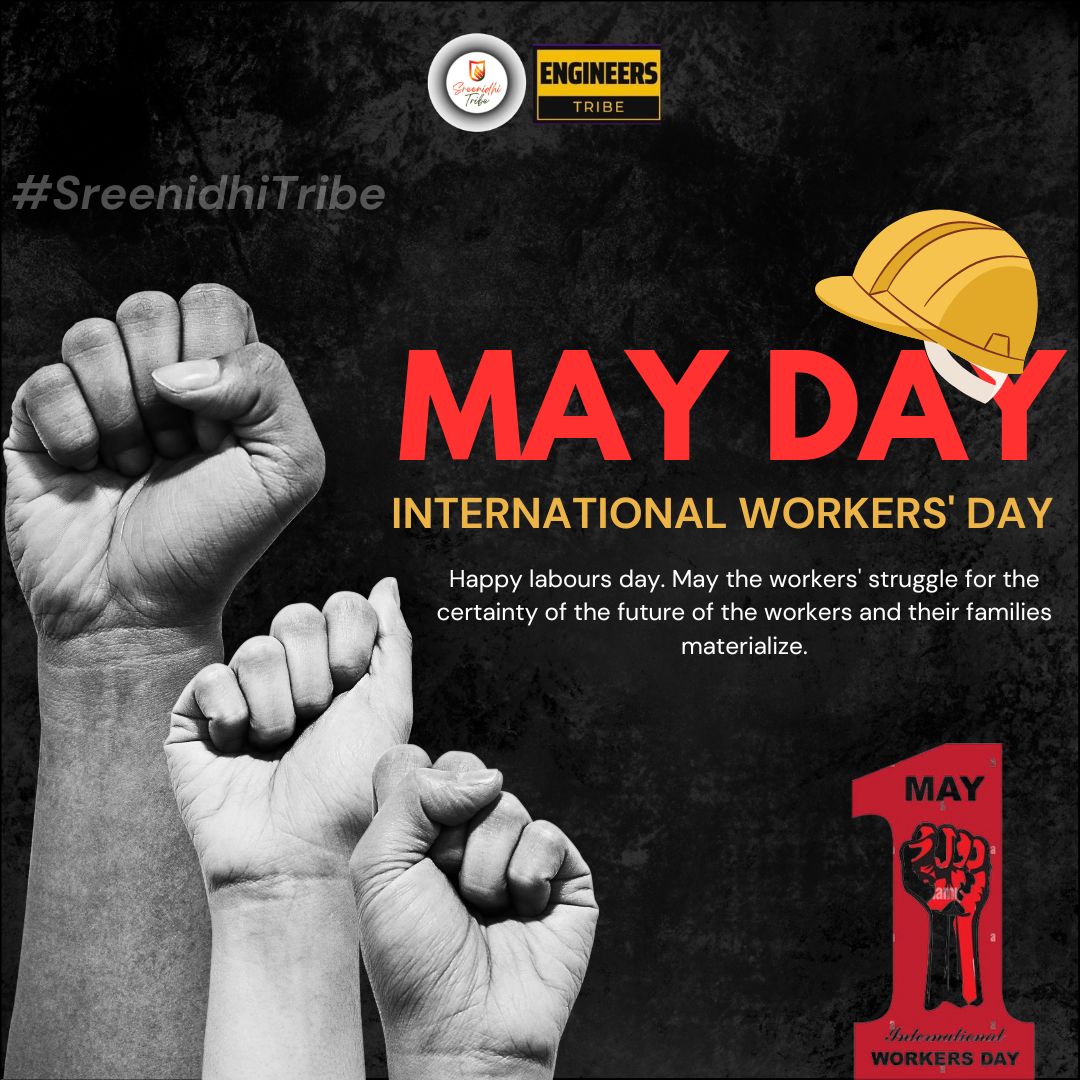 Sreenidhi
Tribe
ENGINEERS
TRIBE
#SreenidhiTribe
MAY DAY
INTERNATIONAL WORKERS' DAY
Happy labours day. May the workers' struggle for the
certainty of the future of the workers and their families
materialize.
MAY
International
WORKERS DAY